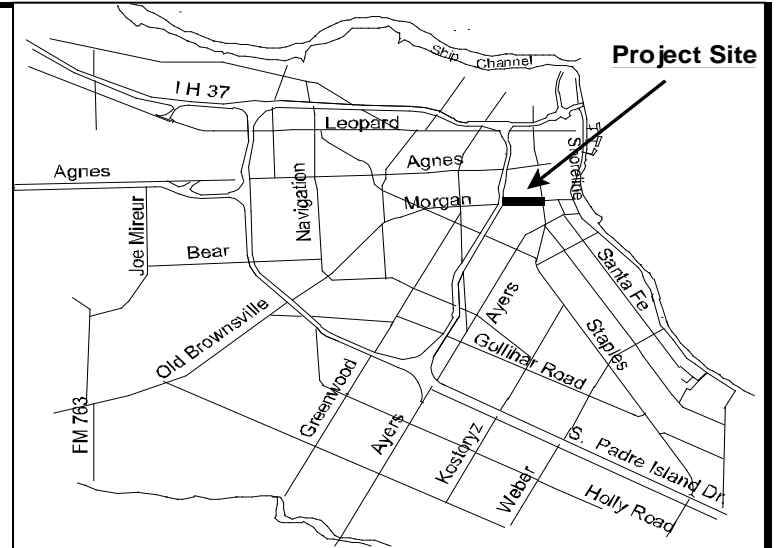 Ship Channel
Project Site
I H 37
Leopard
Shoreline
Agnes
Agnes
Navigation
Morgan
Joe Mireur
Bear
Santa Fe
Ayers
Staples
Old Brownsville
Gollihar Road
Greenwood
FM 763
Ayers
Kostoryz
Weber
S. Padre Island Dr.
Holly Road